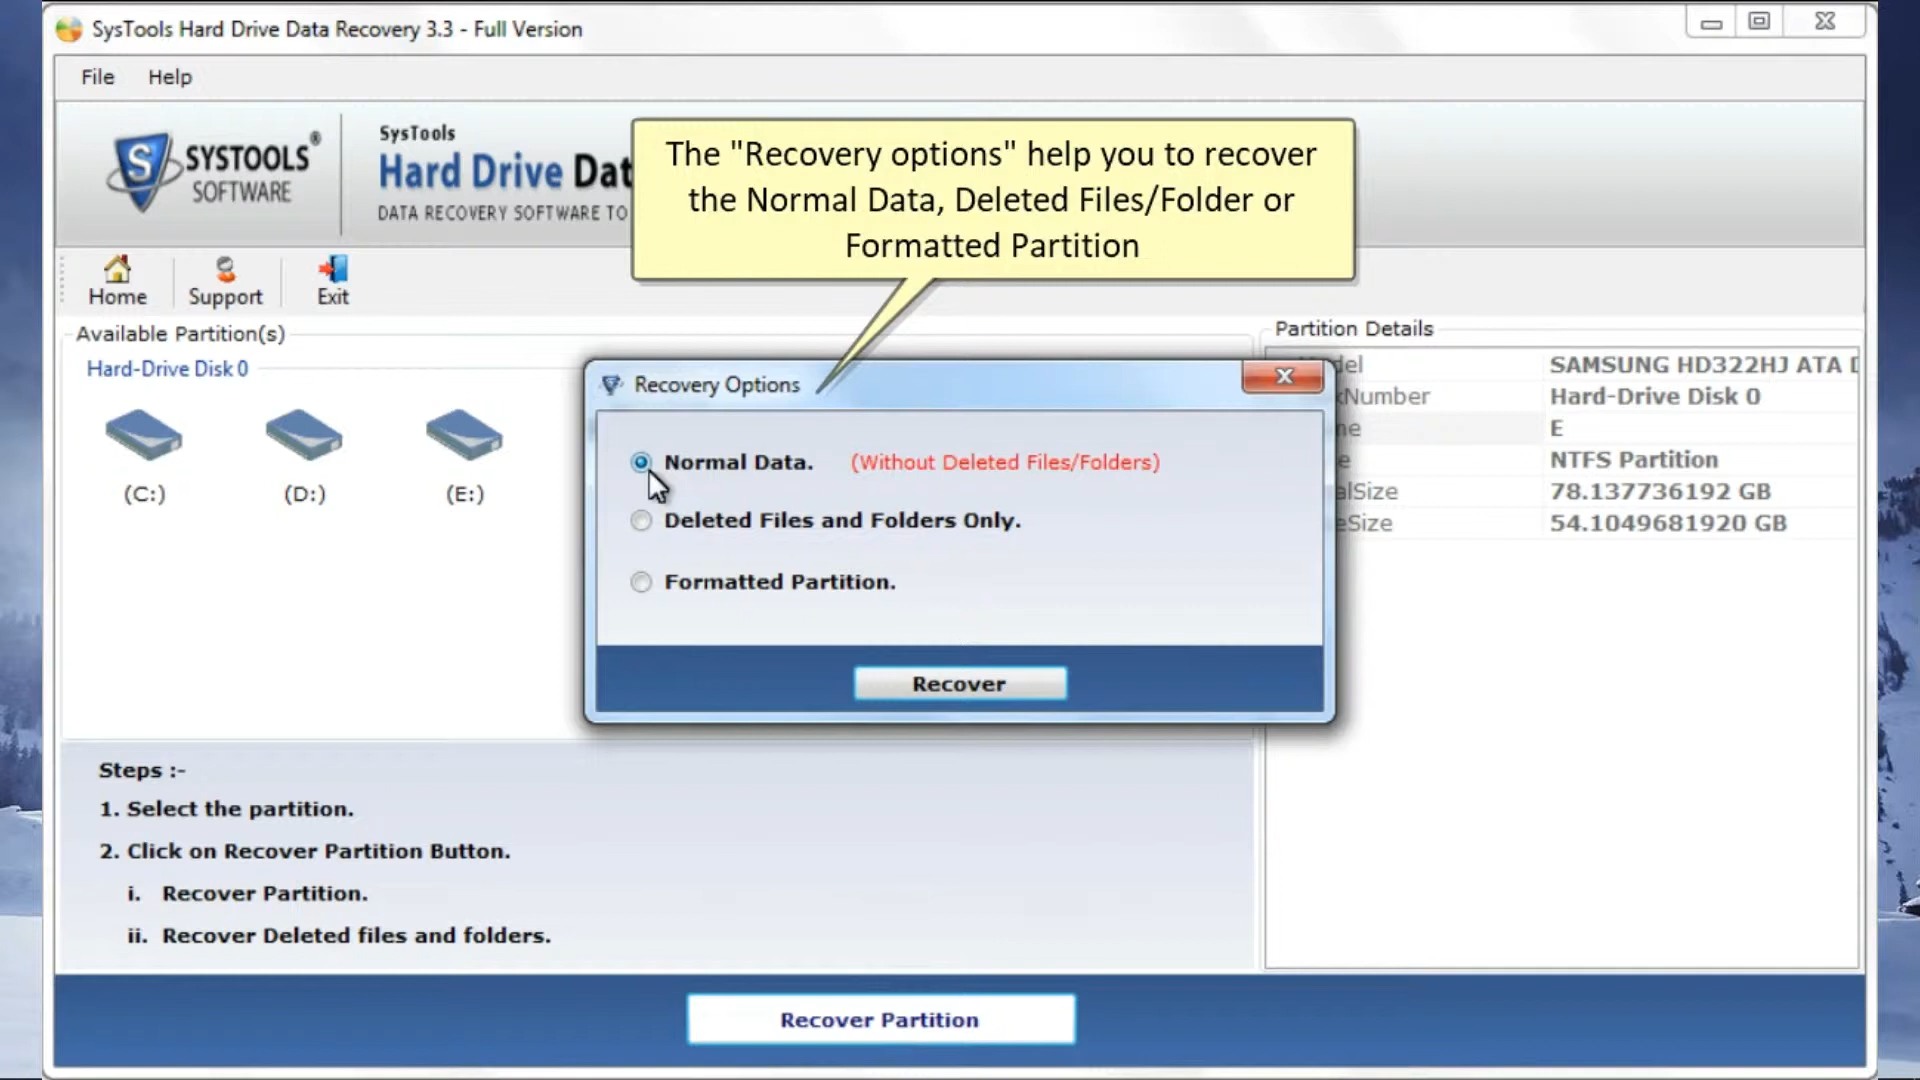 SysTools Hard Drive Data Recovery 3.3 - Full Version
File Help
SYSTOOLS®
SOFTWARE
SysTools
Hard Drive Dat
DATA RECOVERY SOFTWARE TO
The "Recovery options" help you to recover
the Normal Data, Deleted Files/Folder or
Formatted Partition
Home Support Exit
Available Partition(s)
Hard-Drive Disk 0
(C:) (D:) (E:)
Partition Details
del SAMSUNG HD322HJ ATA D
kNumber Hard-Drive Disk 0
me E
e NTFS Partition
alSize 78.137736192 GB
eSize 54.1049681920 GB
Recovery Options
Normal Data. (Without Deleted Files/Folders)
Deleted Files and Folders Only.
Formatted Partition.
Recover
Steps :-
1. Select the partition.
2. Click on Recover Partition Button.
i. Recover Partition.
ii. Recover Deleted files and folders.
Recover Partition